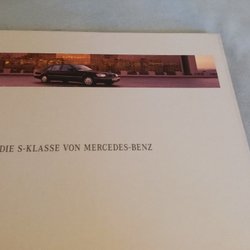 DIE S-KLASSE VON MERCEDES-BENZ